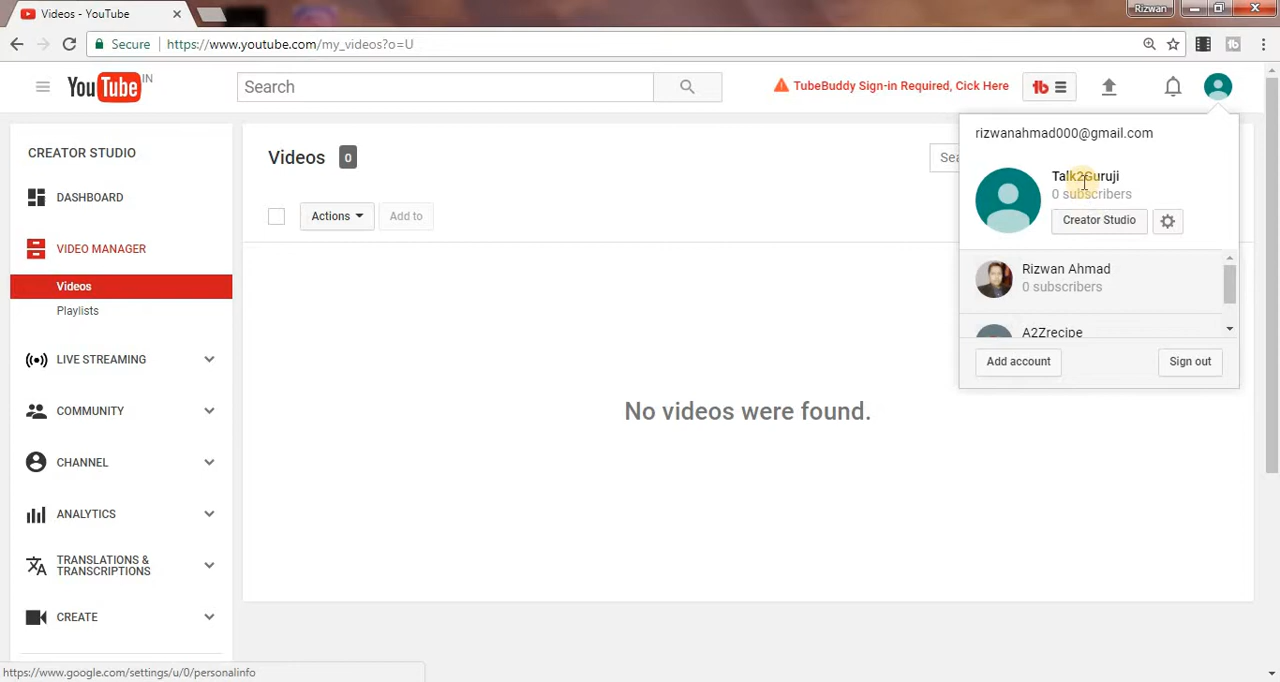 Videos - YouTube
Rizwan
Secure https://www.youtube.com/my_videos?o=U
YouTube IN
Search
TubeBuddy Sign-in Required, Click Here
tb
rizwanahmad000@gmail.com
Talk2Guruji
0 subscribers
Creator Studio
Rizwan Ahmad
0 subscribers
A2Zrecipe
Add account
Sign out
CREATOR STUDIO
DASHBOARD
VIDEO MANAGER
Videos
Playlists
LIVE STREAMING
COMMUNITY
CHANNEL
ANALYTICS
TRANSLATIONS &
TRANSCRIPTIONS
CREATE
Videos 0
Sea
Actions
Add to
No videos were found.
https://www.google.com/settings/u/0/personalinfo